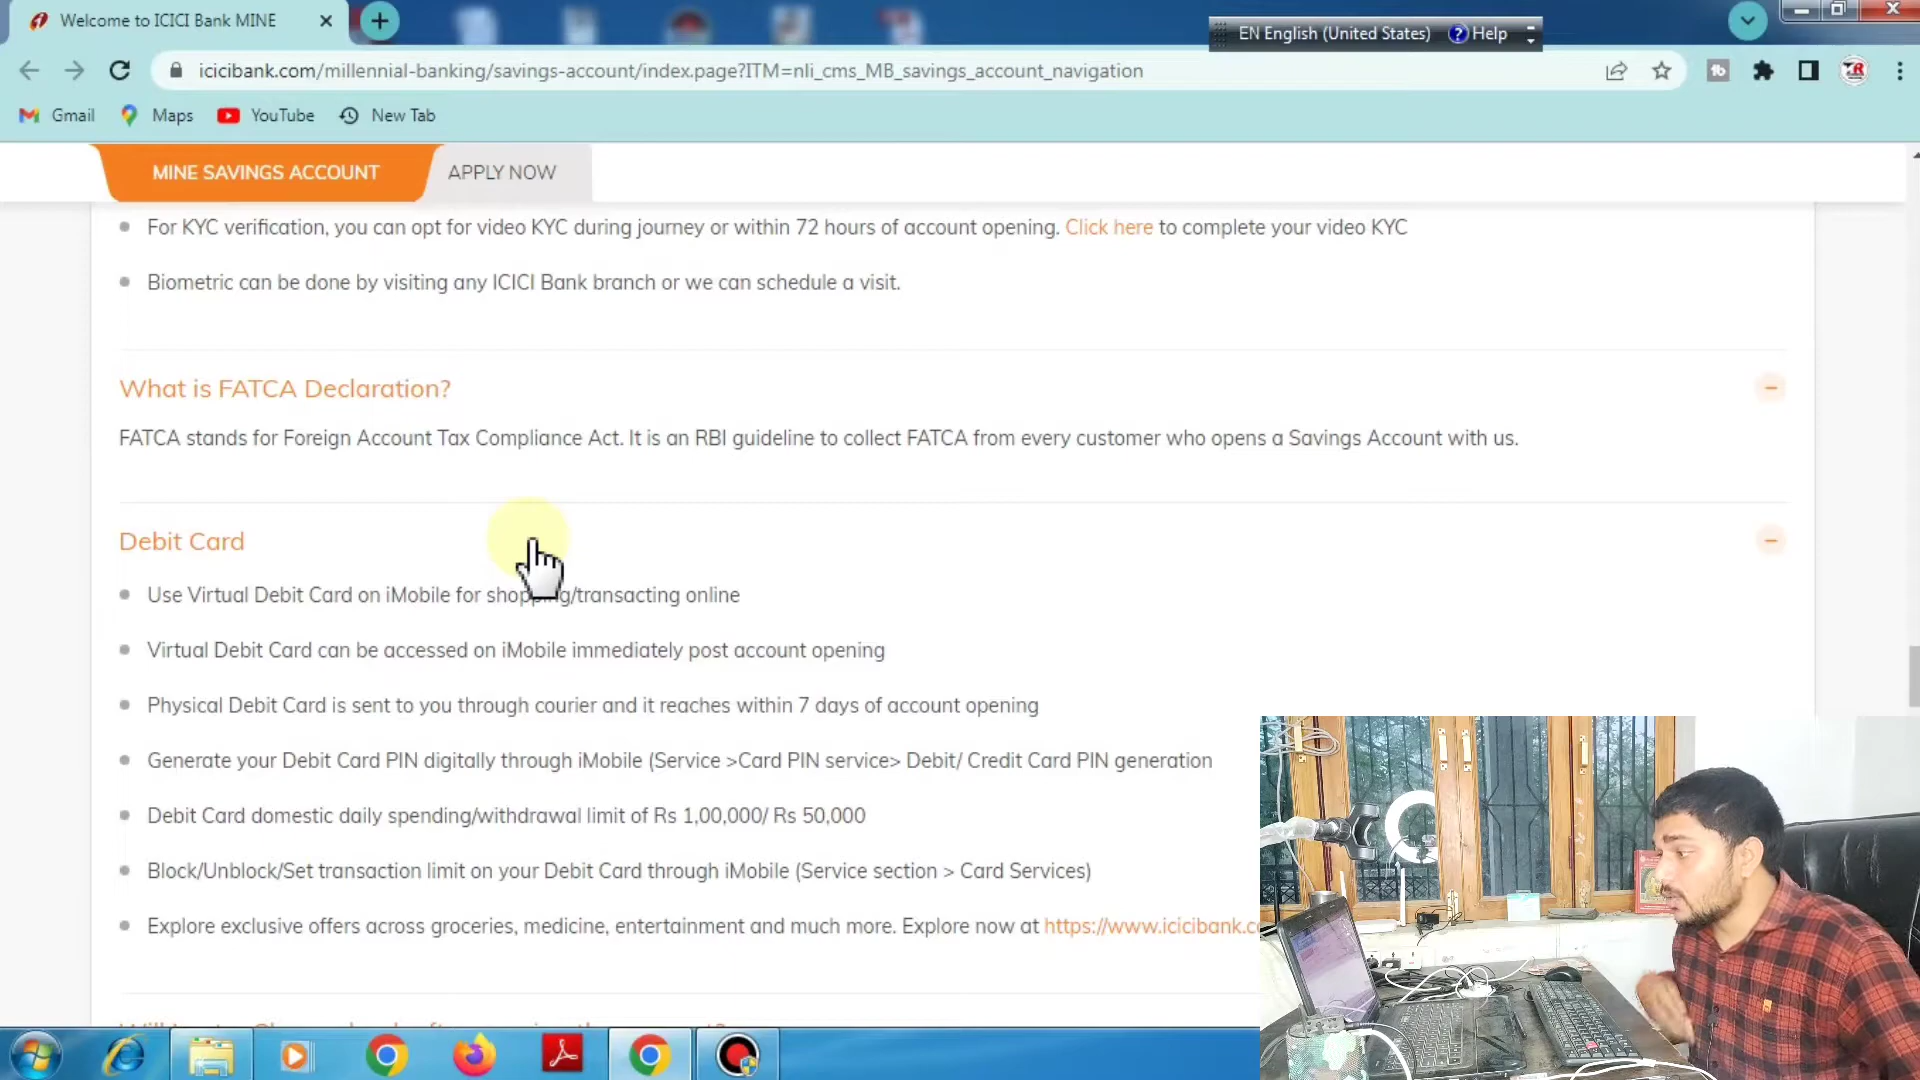 Welcome to ICICI Bank MINE
EN English (United States) Help
icicibank.com/millennial-banking/savings-account/index.page?ITM=nli_cms_MB_savings_account_navigation
Gmail Maps YouTube New Tab
MINE SAVINGS ACCOUNT APPLY NOW
For KYC verification, you can opt for video KYC during journey or within 72 hours of account opening. Click here to complete your video KYC
Biometric can be done by visiting any ICICI Bank branch or we can schedule a visit.
What is FATCA Declaration?
FATCA stands for Foreign Account Tax Compliance Act. It is an RBI guideline to collect FATCA from every customer who opens a Savings Account with us.
Debit Card
Use Virtual Debit Card on iMobile for shopping/transacting online
Virtual Debit Card can be accessed on iMobile immediately post account opening
Physical Debit Card is sent to you through courier and it reaches within 7 days of account opening
Generate your Debit Card PIN digitally through iMobile (Service >Card PIN service> Debit/ Credit Card PIN generation
Debit Card domestic daily spending/withdrawal limit of Rs 1,00,000/ Rs 50,000
Block/Unblock/Set transaction limit on your Debit Card through iMobile (Service section > Card Services)
Explore exclusive offers across groceries, medicine, entertainment and much more. Explore now at https://www.icicibank.c